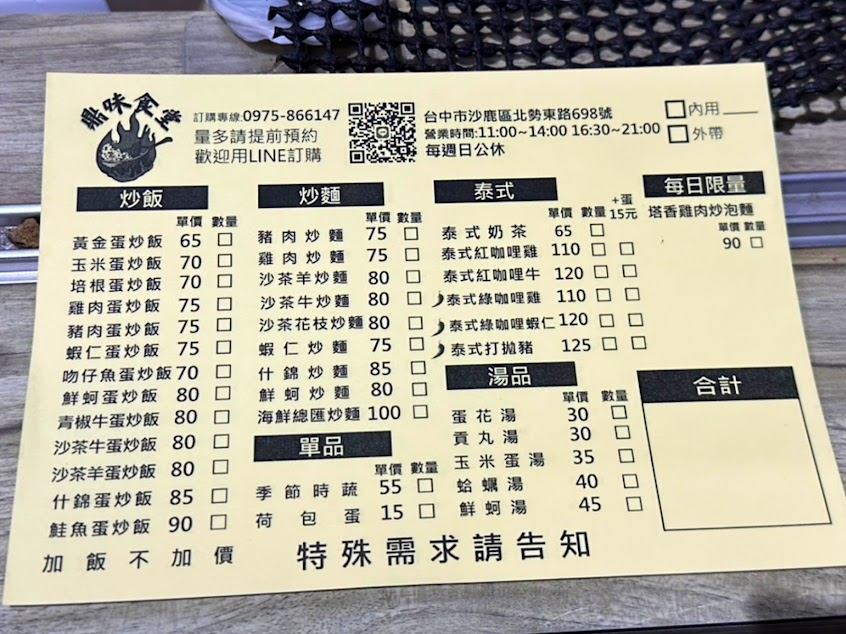 鼎味食堂
訂購專線:0975-866147
量多請提前預約
歡迎用LINE訂購
台中市沙鹿區北勢東路698號
營業時間:11:00~14:00 16:30~21:00
每週日公休
內用
外帶
炒飯
單價 數量
黃金蛋炒飯 65
玉米蛋炒飯 70
培根蛋炒飯 70
雞肉蛋炒飯 75
豬肉蛋炒飯 75
蝦仁蛋炒飯 75
吻仔魚蛋炒飯 70
鮮蚵蛋炒飯 80
青椒牛蛋炒飯 80
沙茶牛蛋炒飯 80
沙茶羊蛋炒飯 80
什錦蛋炒飯 85
鮭魚蛋炒飯 90
加飯不加價
炒麵
單價 數量
豬肉炒麵 75
雞肉炒麵 75
沙茶羊炒麵 80
沙茶牛炒麵 80
沙茶花枝炒麵 80
蝦仁炒麵 75
什錦炒麵 85
鮮蚵炒麵 80
海鮮總匯炒麵 100
單品
單價 數量
季節時蔬 55
荷包蛋 15
泰式
單價 數量 +蛋15元
泰式奶茶 65
泰式紅咖哩雞 110
泰式紅咖哩牛 120
泰式綠咖哩雞 110
泰式綠咖哩蝦仁 120
泰式打拋豬 125
湯品
單價 數量
蛋花湯 30
貢丸湯 30
玉米蛋湯 35
蛤蠣湯 40
鮮蚵湯 45
每日限量
塔香雞肉炒泡麵
單價 數量
90
合計
特殊需求請告知